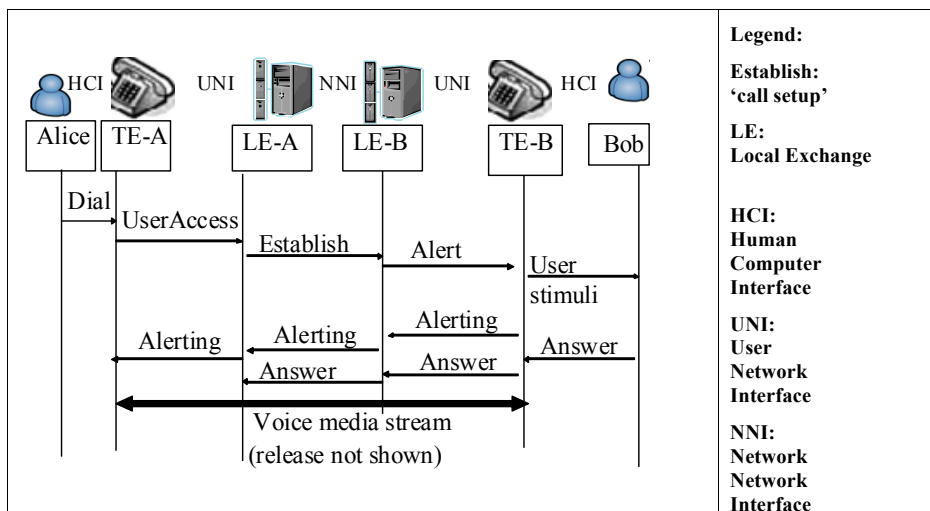 HCI UNI NNI UNI HCI
Alice TE-A LE-A LE-B TE-B Bob
Dial
UserAccess
Establish
Alert
User
stimuli
Alerting
Alerting
Alerting
Answer
Answer
Answer
Voice media stream
(release not shown)
Legend:
Establish:
‘call setup’
LE:
Local Exchange
HCI:
Human
Computer
Interface
UNI:
User
Network
Interface
NNI:
Network
Network
Interface